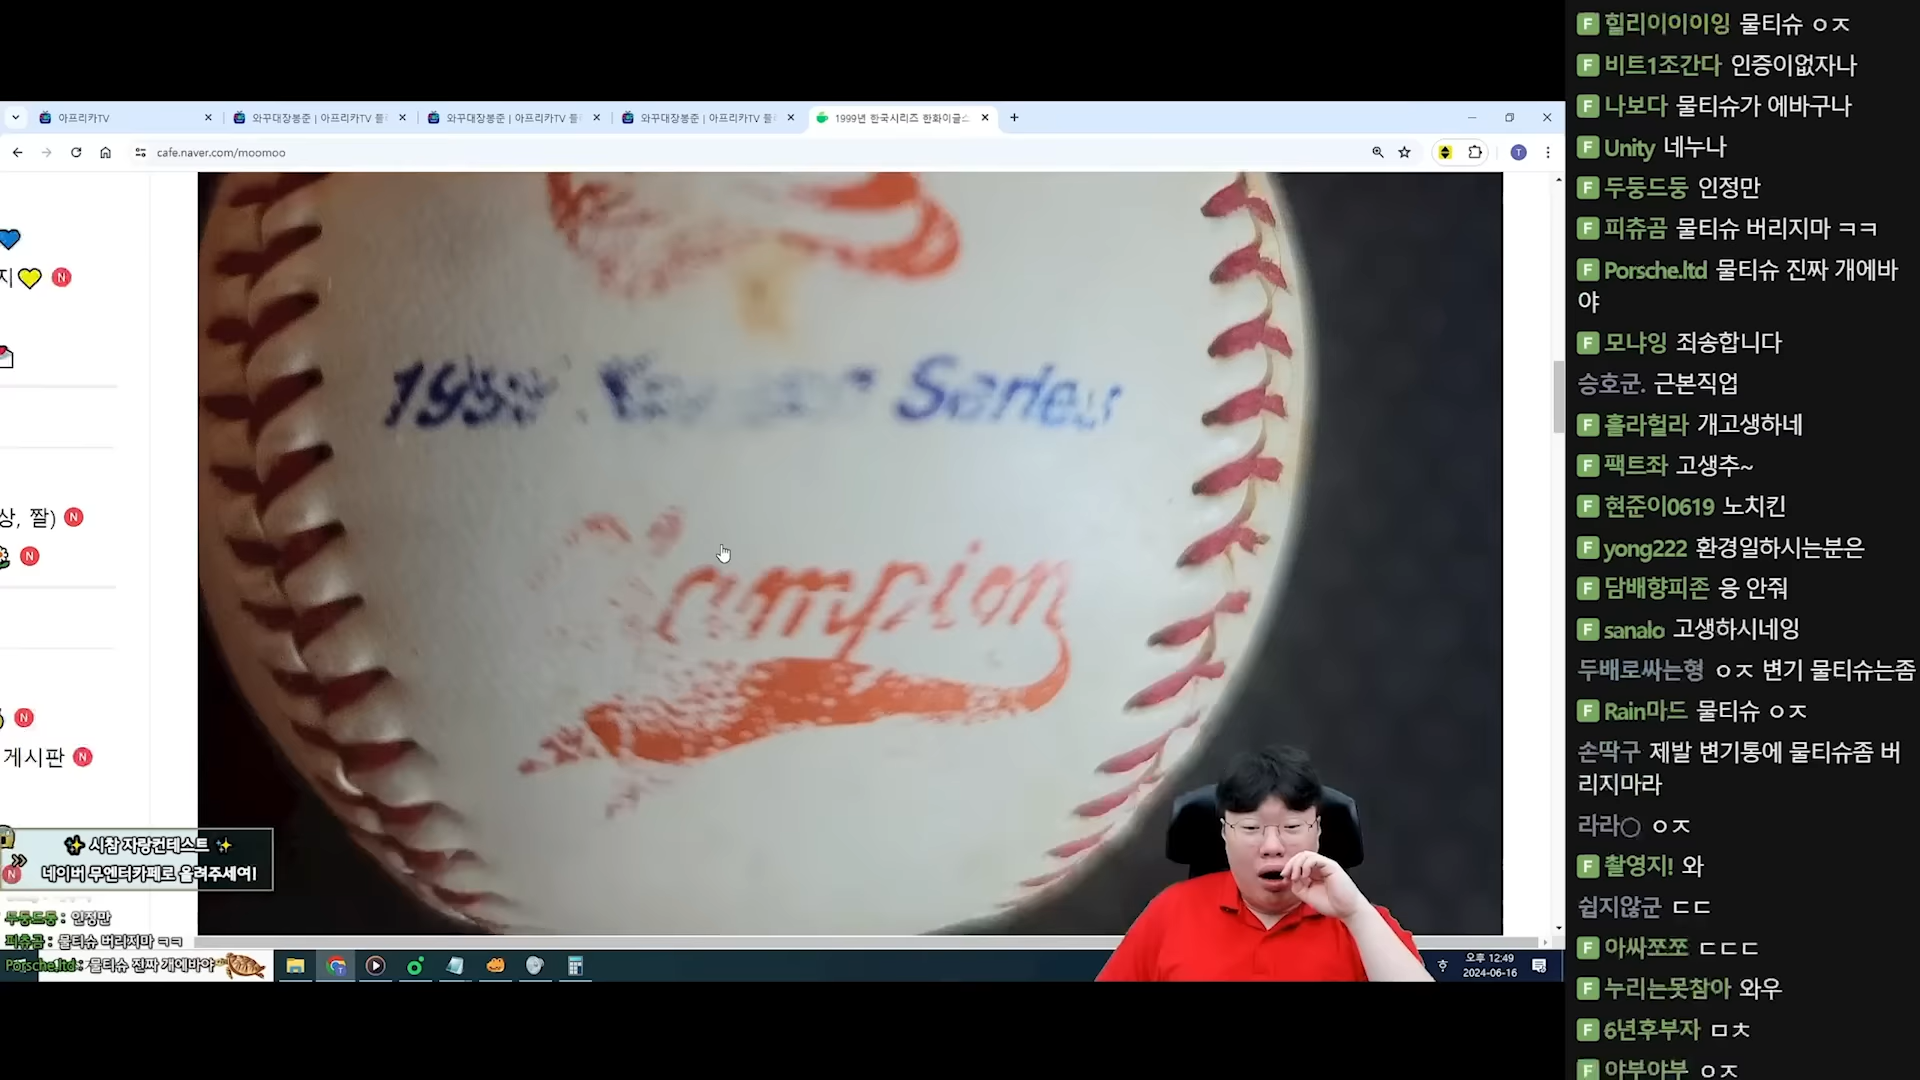 아프리카TV
와꾸대장봉준 | 아프리카TV 플
와꾸대장봉준 | 아프리카TV 플
와꾸대장봉준 | 아프리카TV 플
1999년 한국시리즈 한화이글스
cafe.naver.com/moomoo
T
지💛 N
상, 짤) N
N
N
게시판 N
Series
Campion
✨ 시참 자랑컨테스트 ✨
네이버 무엔터카페로 올려주세여!
N
두둥드둥 : 인정만
피츄곰 : 물티슈 버리지마 ㅋㅋ
Porsche.ltd : 물티슈 진짜 개에바야
오후 12:49
2024-06-16
F 힐리이이이잉 물티슈 ㅇㅈ
F 비트1조간다 인증이없자나
F 나보다 물티슈가 에바구나
F Unity 네누나
F 두둥드둥 인정만
F 피츄곰 물티슈 버리지마 ㅋㅋ
F Porsche.ltd 물티슈 진짜 개에바
야
F 모냐잉 죄송합니다
승호군. 근본직업
F 홀라헐라 개고생하네
F 팩트좌 고생추~
F 현준이0619 노치킨
F yong222 환경일하시는분은
F 담배향피존 응 안줘
F sanalo 고생하시네잉
두배로싸는형 ㅇㅈ 변기 물티슈는좀
F Rain마드 물티슈 ㅇㅈ
손딱구 제발 변기통에 물티슈좀 버
리지마라
라라○ ㅇㅈ
F 촬영지! 와
쉽지않군 ㄷㄷ
F 아싸쪼쪼 ㄷㄷㄷ
F 누리는못참아 와우
F 6년후부자 ㅁㅊ
F 야부야부 ㅇㅈ